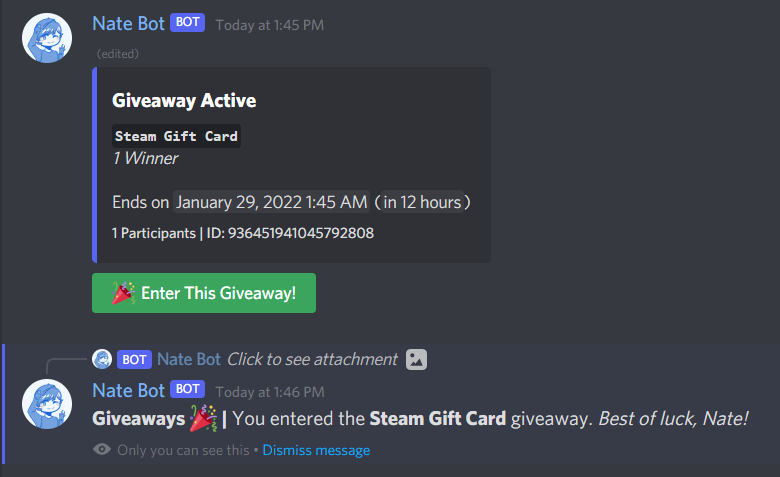 Nate Bot BOT Today at 1:45 PM
(edited)
Giveaway Active
Steam Gift Card
1 Winner
Ends on January 29, 2022 1:45 AM (in 12 hours)
1 Participants | ID: 936451941045792808
🎉 Enter This Giveaway!
BOT Nate Bot Click to see attachment
Nate Bot BOT Today at 1:46 PM
Giveaways 🎉 | You entered the Steam Gift Card giveaway. Best of luck, Nate!
Only you can see this • Dismiss message